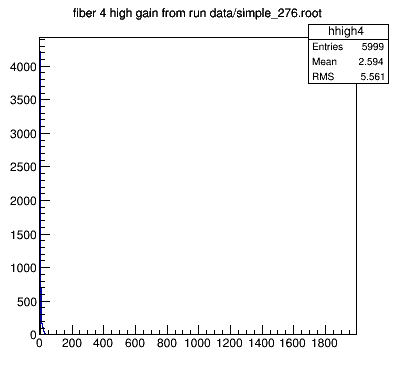 fiber 4 high gain from run data/simple_276.root
hhigh4
Entries 5999
Mean 2.594
RMS 5.561
4000
3500
3000
2500
2000
1500
1000
500
0
0 200 400 600 800 1000 1200 1400 1600 1800